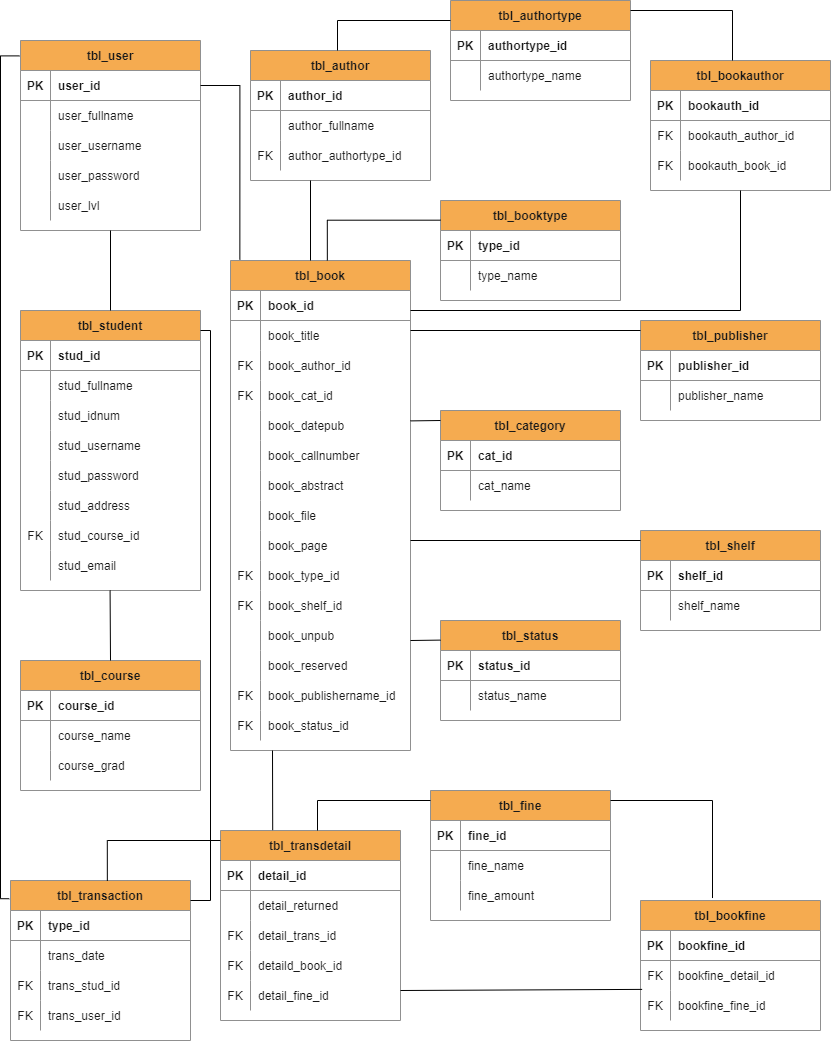 tbl_user
PK user_id
user_fullname
user_username
user_password
user_lvl
tbl_author
PK author_id
author_fullname
FK author_authortype_id
tbl_authortype
PK authortype_id
authortype_name
tbl_bookauthor
PK bookauth_id
FK bookauth_author_id
FK bookauth_book_id
tbl_booktype
PK type_id
type_name
tbl_book
PK book_id
book_title
FK book_author_id
FK book_cat_id
book_datepub
book_callnumber
book_abstract
book_file
book_page
FK book_type_id
FK book_shelf_id
book_unpub
book_reserved
FK book_publishername_id
FK book_status_id
tbl_student
PK stud_id
stud_fullname
stud_idnum
stud_username
stud_password
stud_address
FK stud_course_id
stud_email
tbl_publisher
PK publisher_id
publisher_name
tbl_category
PK cat_id
cat_name
tbl_shelf
PK shelf_id
shelf_name
tbl_status
PK status_id
status_name
tbl_course
PK course_id
course_name
course_grad
tbl_transdetail
PK detail_id
detail_returned
FK detail_trans_id
FK detaild_book_id
FK detail_fine_id
tbl_fine
PK fine_id
fine_name
fine_amount
tbl_transaction
PK type_id
trans_date
FK trans_stud_id
FK trans_user_id
tbl_bookfine
PK bookfine_id
FK bookfine_detail_id
FK bookfine_fine_id